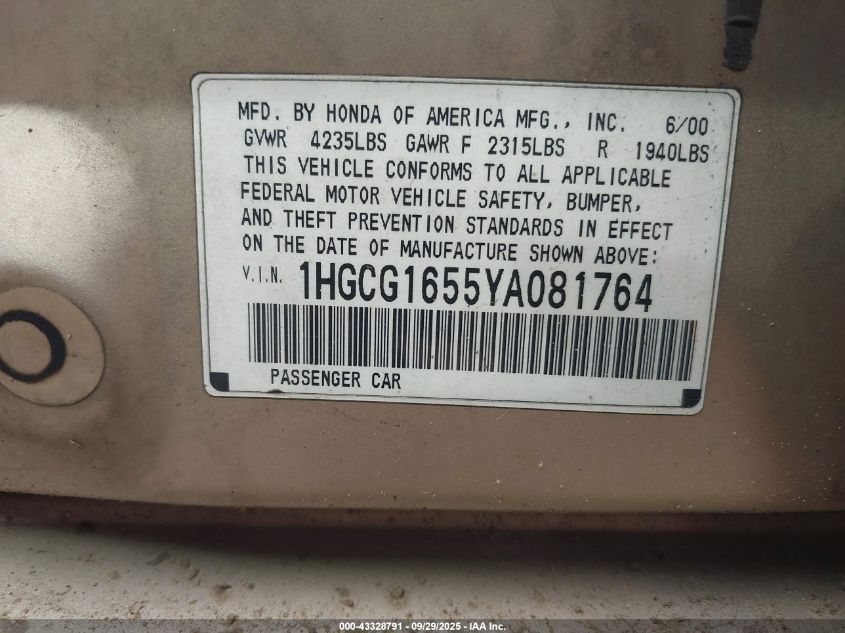 MFD. BY HONDA OF AMERICA MFG., INC. 6/00
GVWR 4235LBS GAWR F 2315LBS R 1940LBS
THIS VEHICLE CONFORMS TO ALL APPLICABLE
FEDERAL MOTOR VEHICLE SAFETY, BUMPER,
AND THEFT PREVENTION STANDARDS IN EFFECT
ON THE DATE OF MANUFACTURE SHOWN ABOVE:
V.I.N. 1HGCG1655YA081764
PASSENGER CAR
000-43328791 - 09/29/2025 - IAA Inc.